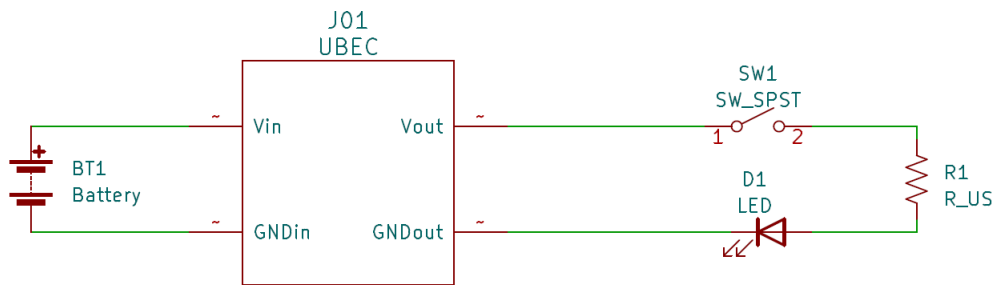 J01
UBEC
SW1
SW_SPST
~
Vin
Vout
~
1
2
+
BT1
Battery
D1
LED
R1
R_US
~
GNDin
GNDout
~